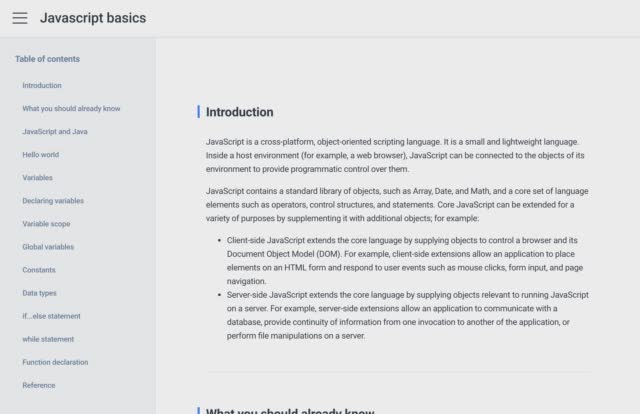 Javascript basics
Table of contents
Introduction
What you should already know
JavaScript and Java
Hello world
Variables
Declaring variables
Variable scope
Global variables
Constants
Data types
if...else statement
while statement
Function declaration
Reference
Introduction
JavaScript is a cross-platform, object-oriented scripting language. It is a small and lightweight language.
Inside a host environment (for example, a web browser), JavaScript can be connected to the objects of its
environment to provide programmatic control over them.
JavaScript contains a standard library of objects, such as Array, Date, and Math, and a core set of language
elements such as operators, control structures, and statements. Core JavaScript can be extended for a
variety of purposes by supplementing it with additional objects; for example:
• Client-side JavaScript extends the core language by supplying objects to control a browser and its
Document Object Model (DOM). For example, client-side extensions allow an application to place
elements on an HTML form and respond to user events such as mouse clicks, form input, and page
navigation.
• Server-side JavaScript extends the core language by supplying objects relevant to running JavaScript
on a server. For example, server-side extensions allow an application to communicate with a
database, provide continuity of information from one invocation to another of the application, or
perform file manipulations on a server.
What you should already know